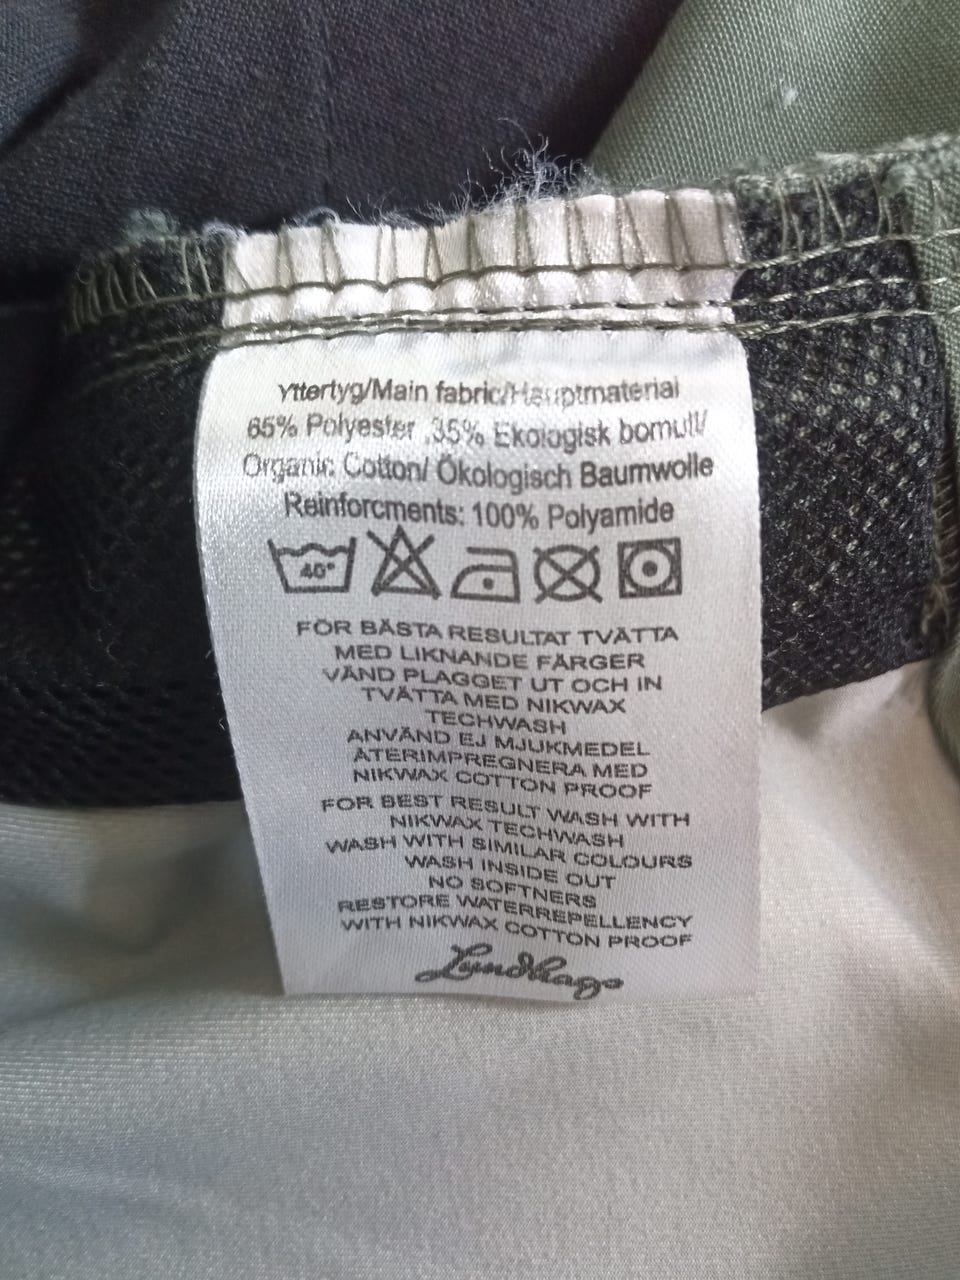 Yttertyg/Main fabric/Hauptmaterial
65% Polyester .35% Ekologisk bomull/
Organic Cotton/ Ökologisch Baumwolle
Reinforcments: 100% Polyamide
40°
FÖR BÄSTA RESULTAT TVÄTTA
MED LIKNANDE FÄRGER
VÄND PLAGGET UT OCH IN
TVÄTTA MED NIKWAX
TECHWASH
ANVÄND EJ MJUKMEDEL
ÅTERIMPREGNERA MED
NIKWAX COTTON PROOF
FOR BEST RESULT WASH WITH
NIKWAX TECHWASH
WASH WITH SIMILAR COLOURS
WASH INSIDE OUT
NO SOFTNERS
RESTORE WATERREPELLENCY
WITH NIKWAX COTTON PROOF
Lundhags